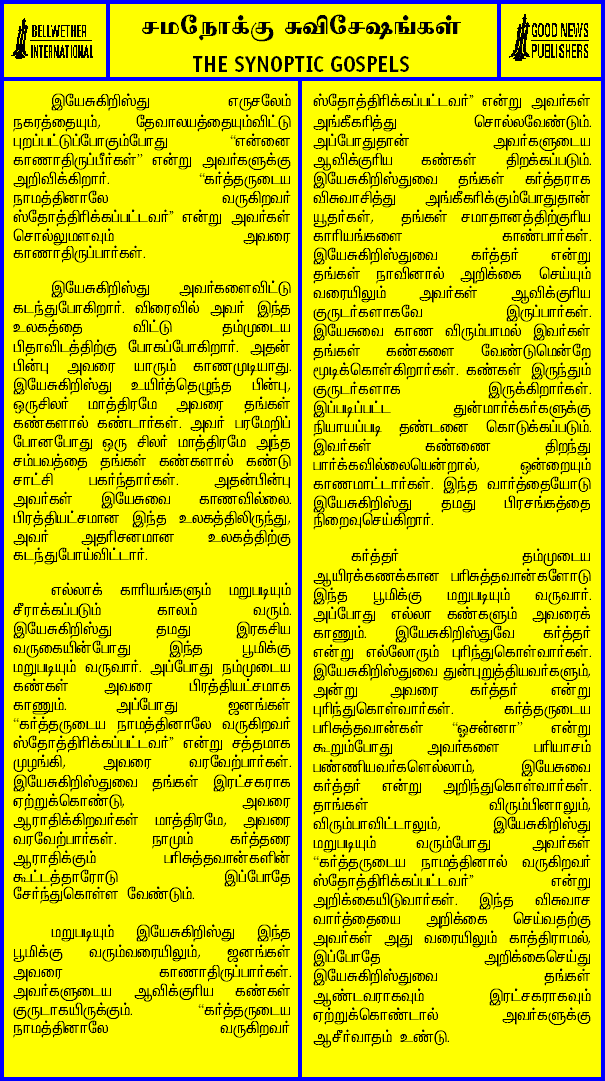 BELLWETHER
INTERNATIONAL
சமநோக்கு சுவிசேஷங்கள்
THE SYNOPTIC GOSPELS
GOOD NEWS
PUBLISHERS
இயேசுகிறிஸ்து எருசலேம்
நகரத்தையும், தேவாலயத்தையும்விட்டு
புறப்பட்டுப்போகும்போது “என்னை
காணாதிருப்பீர்கள்” என்று அவர்களுக்கு
அறிவிக்கிறார். “கர்த்தருடைய
நாமத்தினாலே வருகிறவர்
ஸ்தோத்திரிக்கப்பட்டவர்” என்று அவர்கள்
சொல்லுமளவும் அவரை
காணாதிருப்பார்கள்.
இயேசுகிறிஸ்து அவர்களைவிட்டு
கடந்துபோகிறார். விரைவில் அவர் இந்த
உலகத்தை விட்டு தம்முடைய
பிதாவிடத்திற்கு போகப்போகிறார். அதன்
பின்பு அவரை யாரும் காணமுடியாது.
இயேசுகிறிஸ்து உயிர்த்தெழுந்த பின்பு,
ஒருசிலர் மாத்திரமே அவரை தங்கள்
கண்களால் கண்டார்கள். அவர் பரமேறிப்
போனபோது ஒரு சிலர் மாத்திரமே அந்த
சம்பவத்தை தங்கள் கண்களால் கண்டு
சாட்சி பகர்ந்தார்கள். அதன்பின்பு
அவர்கள் இயேசுவை காணவில்லை.
பிரத்தியட்சமான இந்த உலகத்திலிருந்து,
அவர் அதரிசனமான உலகத்திற்கு
கடந்துபோய்விட்டார்.
எல்லாக் காரியங்களும் மறுபடியும்
சீராக்கப்படும் காலம் வரும்.
இயேசுகிறிஸ்து தமது இரகசிய
வருகையின்போது இந்த பூமிக்கு
மறுபடியும் வருவார். அப்போது நம்முடைய
கண்கள் அவரை பிரத்தியட்சமாக
காணும். அப்போது ஜனங்கள்
“கர்த்தருடைய நாமத்தினாலே வருகிறவர்
ஸ்தோத்திரிக்கப்பட்டவர்” என்று சத்தமாக
முழங்கி, அவரை வரவேற்பார்கள்.
இயேசுகிறிஸ்துவை தங்கள் இரட்சகராக
ஏற்றுக்கொண்டு, அவரை
ஆராதிக்கிறவர்கள் மாத்திரமே, அவரை
வரவேற்பார்கள். நாமும் கர்த்தரை
ஆராதிக்கும் பரிசுத்தவான்களின்
கூட்டத்தாரோடு இப்போதே
சேர்ந்துகொள்ள வேண்டும்.
மறுபடியும் இயேசுகிறிஸ்து இந்த
பூமிக்கு வரும்வரையிலும், ஜனங்கள்
அவரை காணாதிருப்பார்கள்.
அவர்களுடைய ஆவிக்குரிய கண்கள்
குருடாகயிருக்கும். “கர்த்தருடைய
நாமத்தினாலே வருகிறவர்
ஸ்தோத்திரிக்கப்பட்டவர்” என்று அவர்கள்
அங்கீகரித்து சொல்லவேண்டும்.
அப்போதுதான் அவர்களுடைய
ஆவிக்குரிய கண்கள் திறக்கப்படும்.
இயேசுகிறிஸ்துவை தங்கள் கர்த்தராக
விசுவாசித்து அங்கீகரிக்கும்போதுதான்
யூதர்கள், தங்கள் சமாதானத்திற்குரிய
காரியங்களை காண்பார்கள்.
இயேசுகிறிஸ்துவை கர்த்தர் என்று
தங்கள் நாவினால் அறிக்கை செய்யும்
வரையிலும் அவர்கள் ஆவிக்குரிய
குருடர்களாகவே இருப்பார்கள்.
இயேசுவை காண விரும்பாமல் இவர்கள்
தங்கள் கண்களை வேண்டுமென்றே
மூடிக்கொள்கிறார்கள். கண்கள் இருந்தும்
குருடர்களாக இருக்கிறார்கள்.
இப்படிப்பட்ட துன்மார்க்கர்களுக்கு
நியாயப்படி தண்டனை கொடுக்கப்படும்.
இவர்கள் கண்ணை திறந்து
பார்க்கவில்லையென்றால், ஒன்றையும்
காணமாட்டார்கள். இந்த வார்த்தையோடு
இயேசுகிறிஸ்து தமது பிரசங்கத்தை
நிறைவுசெய்கிறார்.
கர்த்தர் தம்முடைய
ஆயிரக்கணக்கான பரிசுத்தவான்களோடு
இந்த பூமிக்கு மறுபடியும் வருவார்.
அப்போது எல்லா கண்களும் அவரைக்
காணும். இயேசுகிறிஸ்துவே கர்த்தர்
என்று எல்லோரும் புரிந்துகொள்வார்கள்.
இயேசுகிறிஸ்துவை துன்புறுத்தியவர்களும்,
அன்று அவரை கர்த்தர் என்று
புரிந்துகொள்வார்கள். கர்த்தருடைய
பரிசுத்தவான்கள் “ஓசன்னா” என்று
கூறும்போது அவர்களை பரியாசம்
பண்ணியவர்களெல்லாம், இயேசுவை
கர்த்தர் என்று அறிந்துகொள்வார்கள்.
தாங்கள் விரும்பினாலும்,
விரும்பாவிட்டாலும், இயேசுகிறிஸ்து
மறுபடியும் வரும்போது அவர்கள்
“கர்த்தருடைய நாமத்தினால் வருகிறவர்
ஸ்தோத்திரிக்கப்பட்டவர்” என்று
அறிக்கையிடுவார்கள். இந்த விசுவாச
வார்த்தையை அறிக்கை செய்வதற்கு
அவர்கள் அது வரையிலும் காத்திராமல்,
இப்போதே அறிக்கைசெய்து
இயேசுகிறிஸ்துவை தங்கள்
ஆண்டவராகவும் இரட்சகராகவும்
ஏற்றுக்கொண்டால் அவர்களுக்கு
ஆசீர்வாதம் உண்டு.